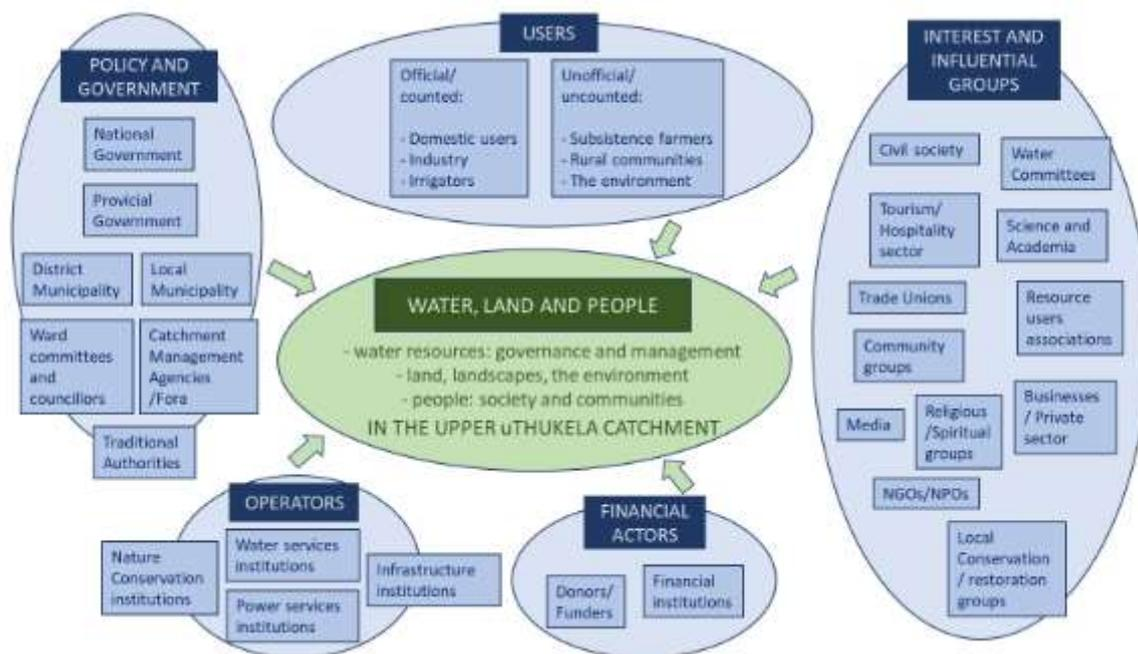 POLICY AND
GOVERNMENT
National
Government
Provicial
Government
District
Municipality
Local
Municipality
Ward
committees
and
councillors
Catchment
Management
Agencies
/Fora
Traditional
Authorities
USERS
Official/
counted:
- Domestic users
- Industry
- Irrigators
Unofficial/
uncounted:
- Subsistence farmers
- Rural communities
- The environment
INTEREST AND
INFLUENTIAL
GROUPS
Civil society
Water
Committees
Tourism/
Hospitality
sector
Science and
Academia
Trade Unions
Resource
users
associations
Community
groups
Businesses
/ Private
sector
Media
Religious
/Spiritual
groups
NGOs/NPOs
Local
Conservation
/ restoration
groups
WATER, LAND AND PEOPLE
- water resources: governance and management
- land, landscapes, the environment
- people: society and communities
IN THE UPPER uTHUKELA CATCHMENT
OPERATORS
Nature
Conservation
institutions
Water services
institutions
Power services
institutions
Infrastructure
institutions
FINANCIAL
ACTORS
Donors/
Funders
Financial
institutions